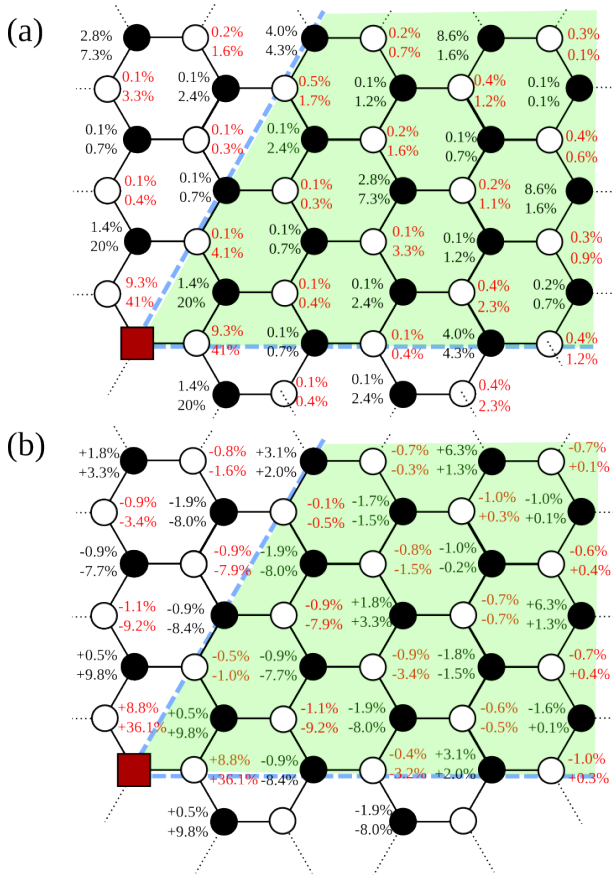 (a)
2.8% 0.2% 4.0% 0.2% 8.6% 0.3%
7.3% 1.6% 4.3% 0.7% 1.6% 0.1%
0.1% 0.1% 0.5% 0.1% 0.4% 0.1%
3.3% 2.4% 1.7% 1.2% 1.2% 0.1%
0.1% 0.1% 0.1% 0.2% 0.1% 0.4%
0.7% 0.3% 2.4% 1.6% 0.7% 0.6%
0.1% 0.1% 0.1% 2.8% 0.2% 8.6%
0.4% 0.7% 0.3% 7.3% 1.1% 1.6%
1.4% 0.1% 0.1% 0.1% 0.1% 0.3%
20% 4.1% 0.7% 3.3% 1.2% 0.9%
9.3% 1.4% 0.1% 0.1% 0.4% 0.2%
41% 20% 0.4% 2.4% 2.3% 0.7%
9.3% 0.1% 0.1% 4.0% 0.4%
41% 0.7% 0.4% 4.3% 1.2%
1.4% 0.1% 0.1% 0.4%
20% 0.4% 2.4% 2.3%
(b)
+1.8% -0.8% +3.1% -0.7% +6.3% -0.7%
+3.3% -1.6% +2.0% -0.3% +1.3% +0.1%
-0.9% -1.9% -0.1% -1.7% -1.0% -1.0%
-3.4% -8.0% -0.5% -1.5% +0.3% +0.1%
-0.9% -0.9% -1.9% -0.8% -1.0% -0.6%
-7.7% -7.9% -8.0% -1.5% -0.2% +0.4%
-1.1% -0.9% -0.9% +1.8% -0.7% +6.3%
-9.2% -8.4% -7.9% +3.3% -0.7% +1.3%
+0.5% -0.5% -0.9% -0.9% -1.8% -0.7%
+9.8% -1.0% -7.7% -3.4% -1.5% +0.4%
+8.8% +0.5% -1.1% -1.9% -0.6% -1.6%
+36.1% +9.8% -9.2% -8.0% -0.5% +0.1%
+8.8% -0.9% -0.4% +3.1% -1.0%
+36.1% -8.4% -3.2% +2.0% +0.3%
+0.5% -1.9%
+9.8% -8.0%